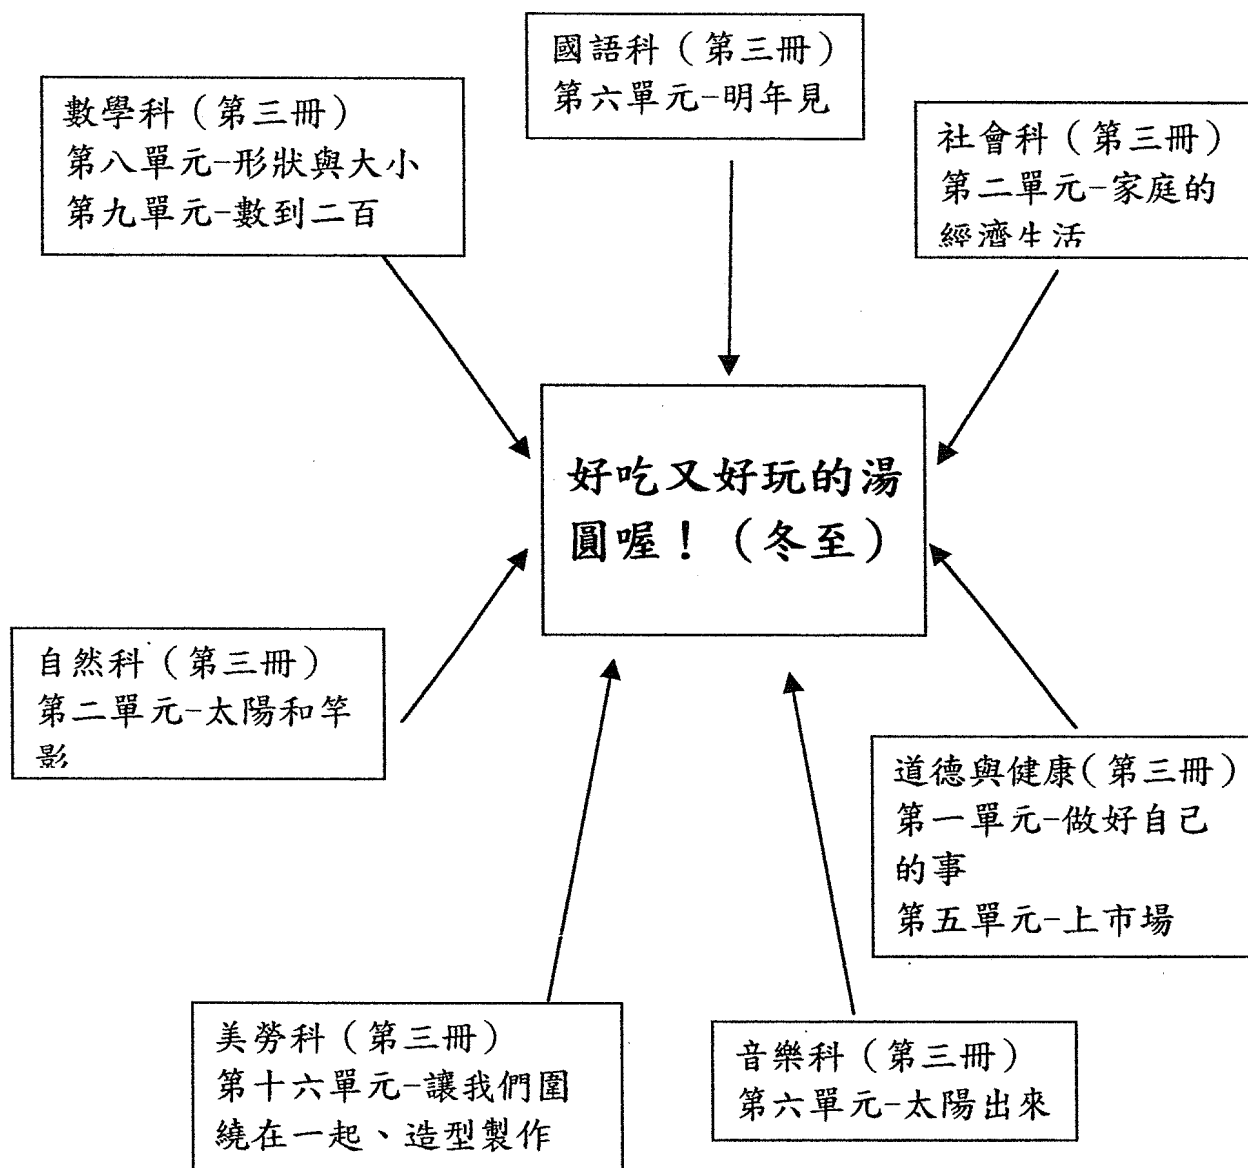 國語科（第三冊）
第六單元-明年見
數學科（第三冊）
第八單元-形狀與大小
第九單元-數到二百
社會科（第三冊）
第二單元-家庭的
經濟生活
好吃又好玩的湯
圓喔！（冬至）
自然科（第三冊）
第二單元-太陽和竿
影
道德與健康（第三冊）
第一單元-做好自己
的事
第五單元-上市場
美勞科（第三冊）
第十六單元-讓我們圍
繞在一起、造型製作
音樂科（第三冊）
第六單元-太陽出來